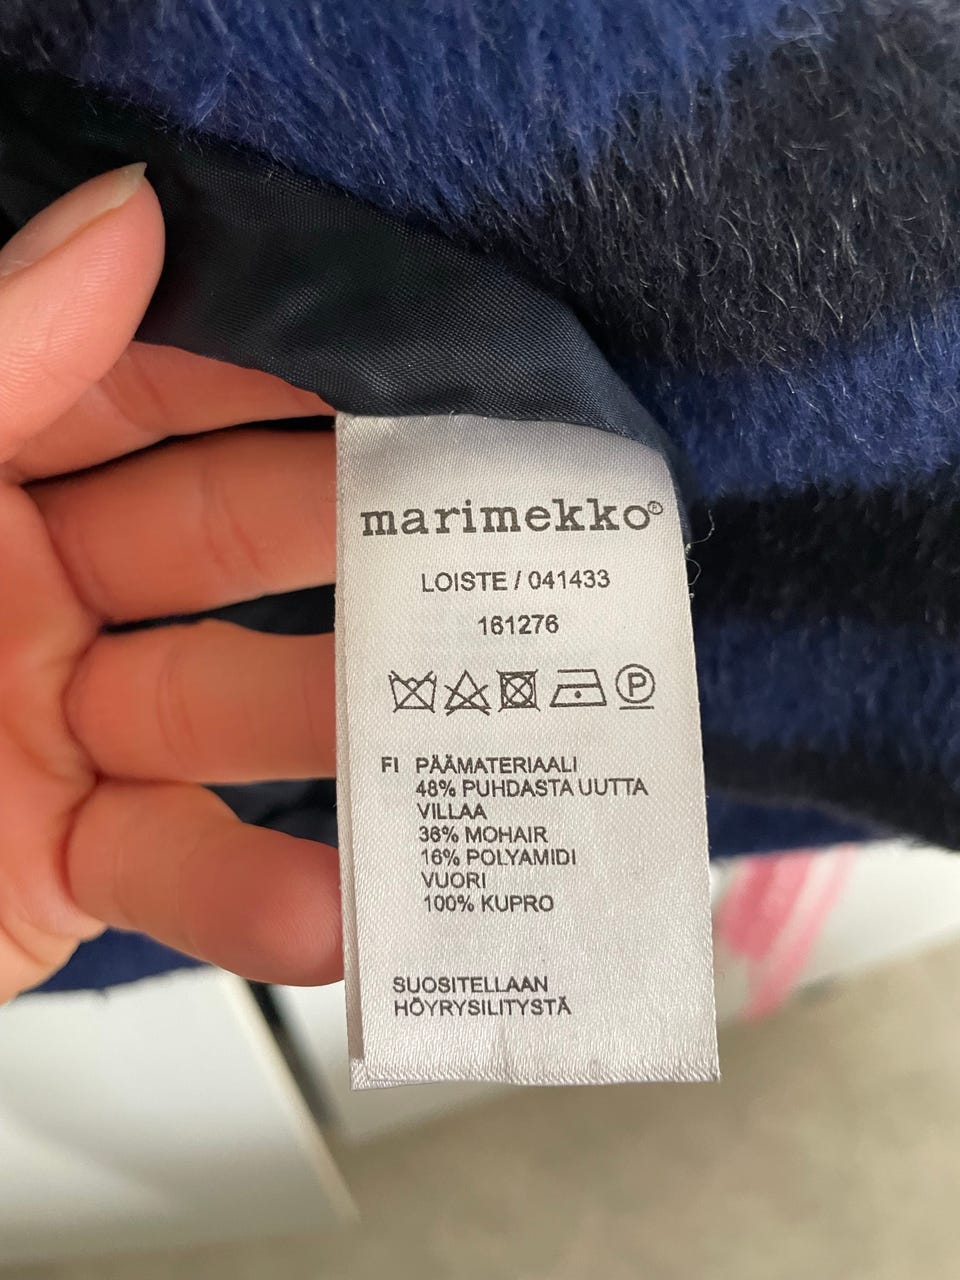 marimekko®
LOISTE / 041433
161276
P
FI PÄÄMATERIAALI
48% PUHDASTA UUTTA
VILLAA
36% MOHAIR
16% POLYAMIDI
VUORI
100% KUPRO
SUOSITELLAAN
HÖYRYSILITYSTÄ